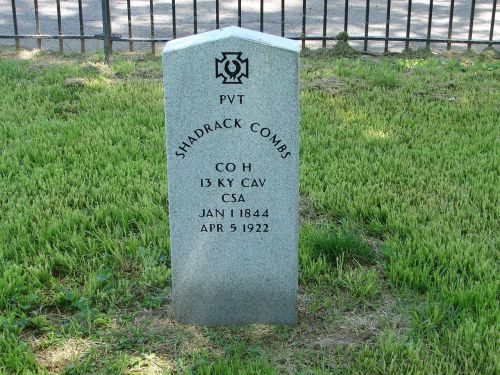 PVT
SHADRACK COMBS
CO H
13 KY CAV
CSA
JAN 1 1844
APR 5 1922